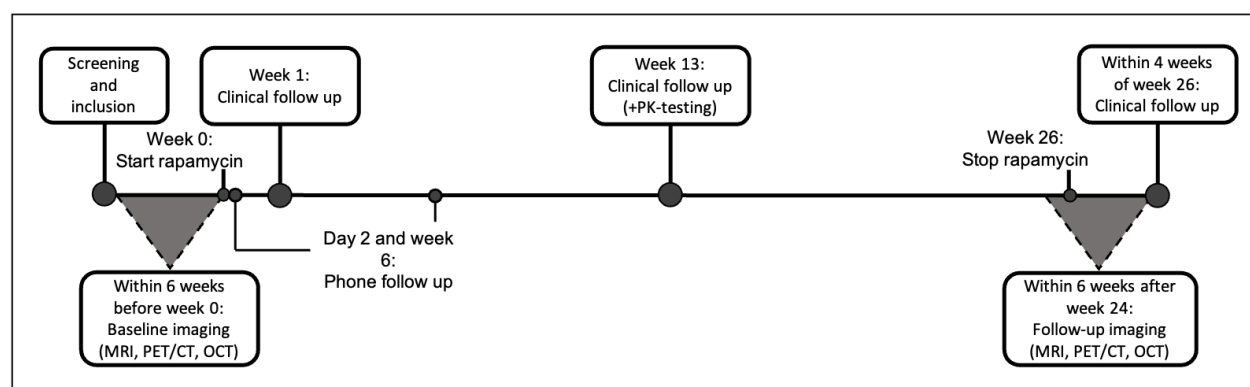 Screening
and
inclusion
Week 1:
Clinical follow up
Week 13:
Clinical follow up
(+PK-testing)
Within 4 weeks
of week 26:
Clinical follow up
Week 0:
Start rapamycin
Week 26:
Stop rapamycin
Day 2 and week
6:
Phone follow up
Within 6 weeks
before week 0:
Baseline imaging
(MRI, PET/CT, OCT)
Within 6 weeks after
week 24:
Follow-up imaging
(MRI, PET/CT, OCT)